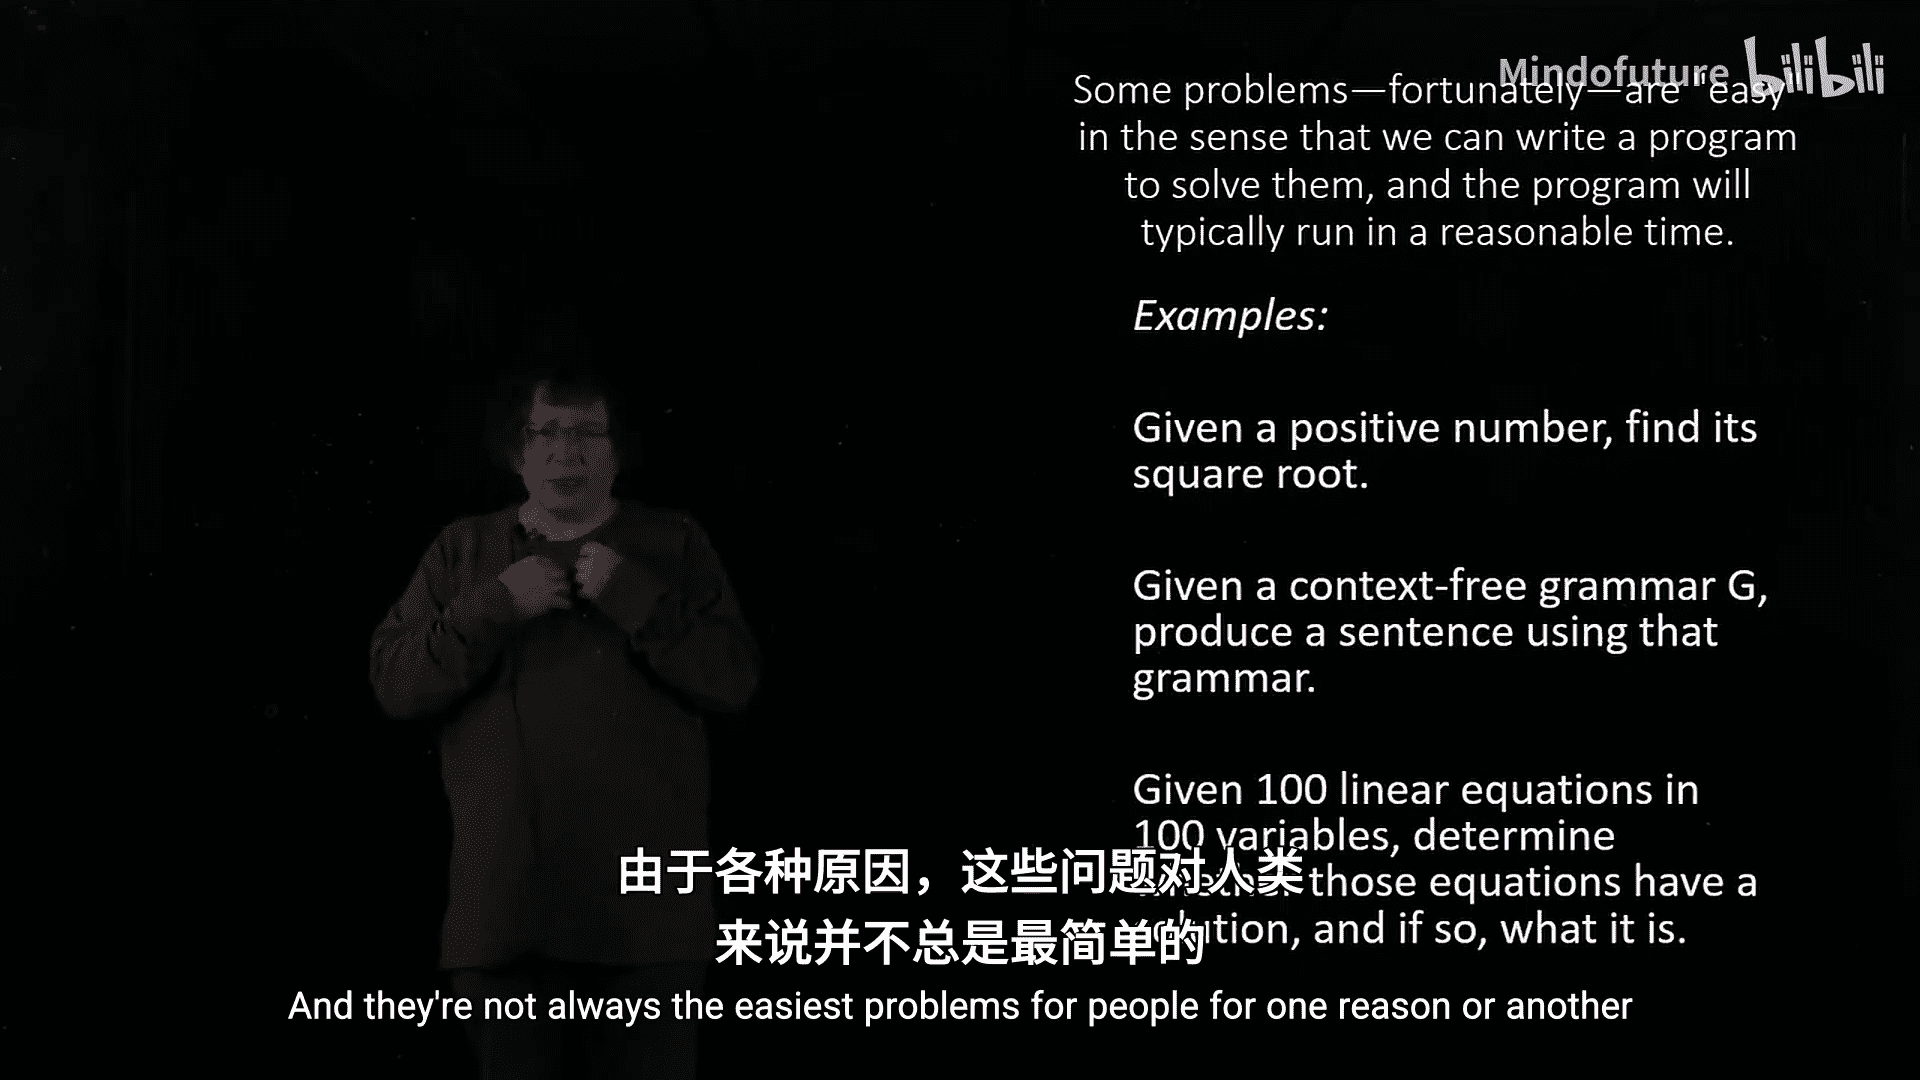 Mindofuture bilibili
Some problems—fortunately—are "easy"
in the sense that we can write a program
to solve them, and the program will
typically run in a reasonable time.
Examples:
Given a positive number, find its
square root.
Given a context-free grammar G,
produce a sentence using that
grammar.
Given 100 linear equations in
100 variables, determine
whether those equations have a
solution, and if so, what it is.
由于各种原因，这些问题对人类
来说并不总是最简单的
And they're not always the easiest problems for people for one reason or another